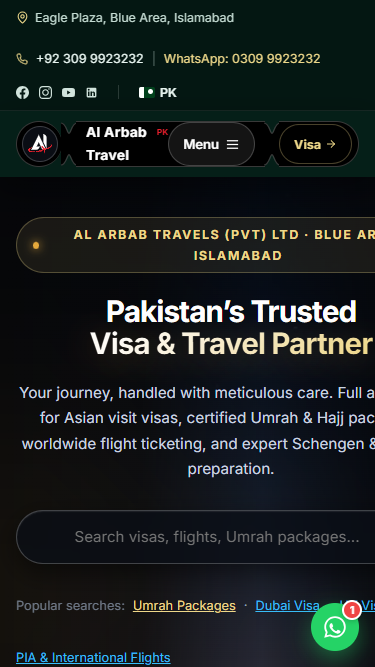 Eagle Plaza, Blue Area, Islamabad
+92 309 9923232 | WhatsApp: 0309 9923232
PK
Al Arbab PK
Travel
Menu
Visa →
AL ARBAB TRAVELS (PVT) LTD · BLUE AR
ISLAMABAD
Pakistan's Trusted
Visa & Travel Partner
Your journey, handled with meticulous care. Full a
for Asian visit visas, certified Umrah & Hajj pac
worldwide flight ticketing, and expert Schengen &
preparation.
Search visas, flights, Umrah packages...
Popular searches: Umrah Packages · Dubai Visa
1
PIA & International Flights